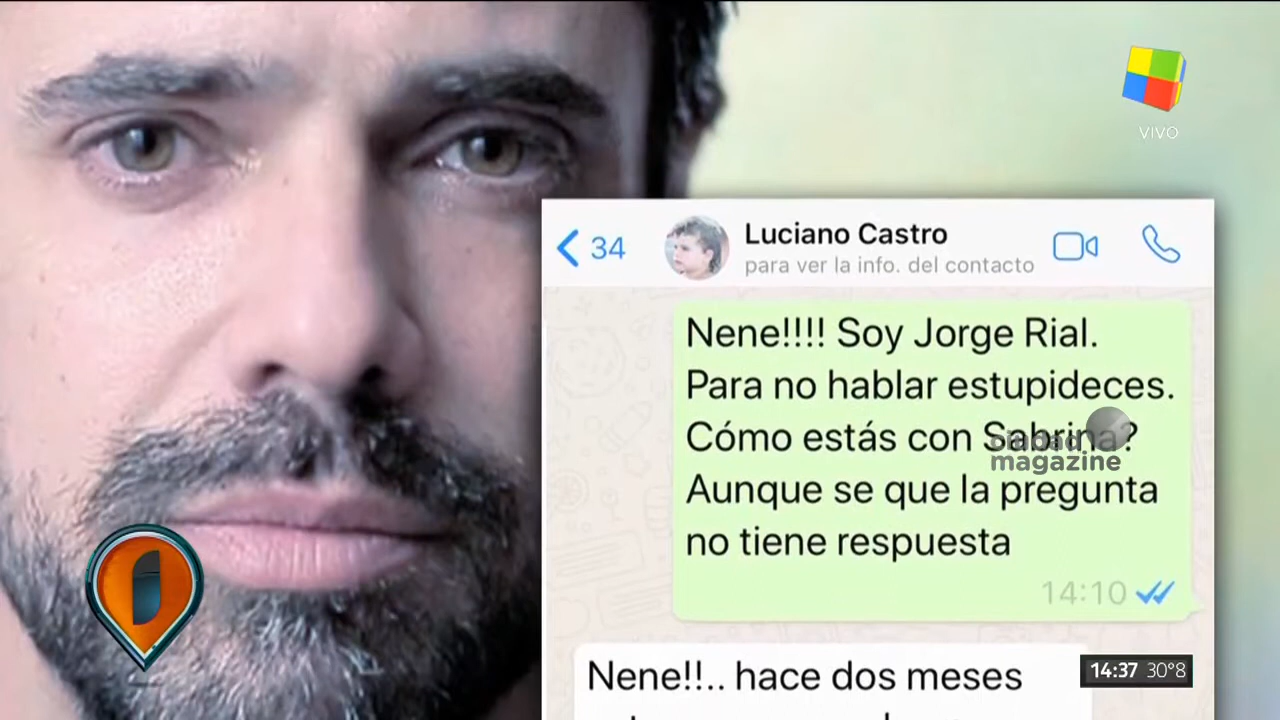 VIVO
34
Luciano Castro
para ver la info. del contacto
Nene!!!! Soy Jorge Rial.
Para no hablar estupideces.
Cómo estás con Sabrina?
ciudad
magazine
Aunque se que la pregunta
no tiene respuesta
14:10
Nene!!.. hace dos meses
14:37 30°8